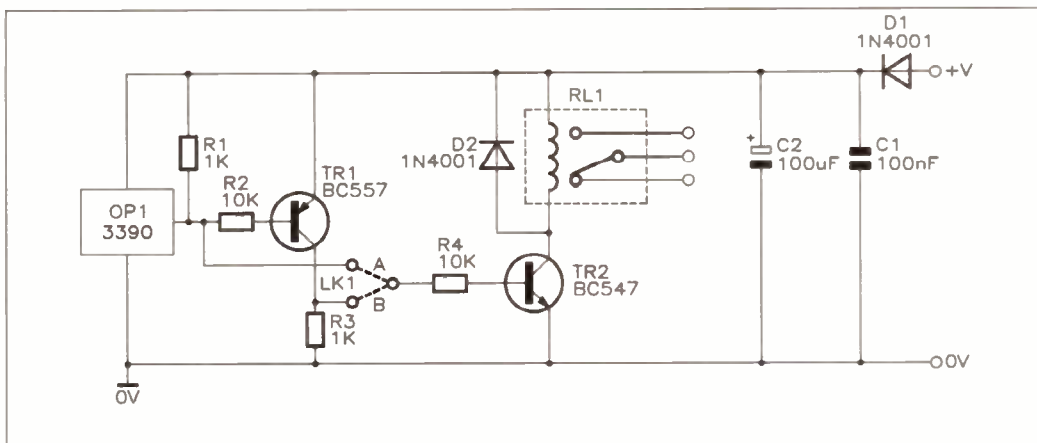 D1
1N4001
+V
RL1
D2
1N4001
+
C2
100uF
C1
100nF
R1
1K
R2
10K
TR1
BC557
OP1
3390
A
LK1
B
R4
10K
TR2
BC547
R3
1K
0V
0V